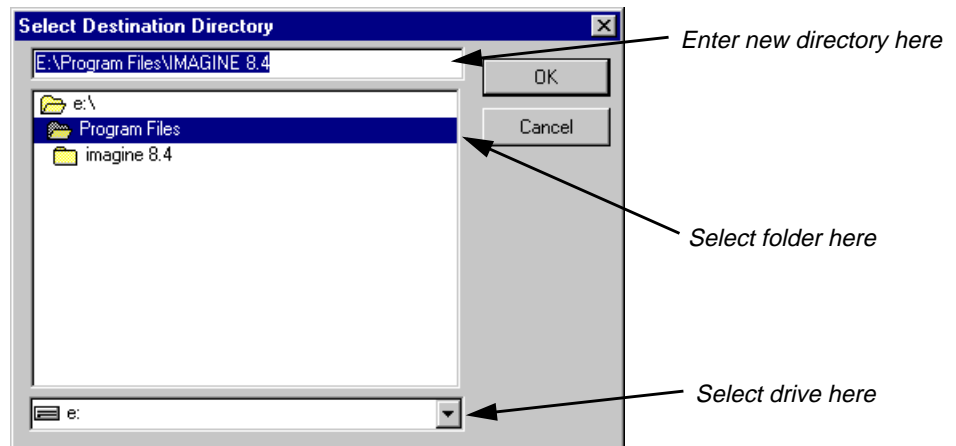 Select Destination Directory
Enter new directory here
E:\Program Files\IMAGINE 8.4
OK
e:\
Cancel
Program Files
imagine 8.4
Select folder here
e:
Select drive here